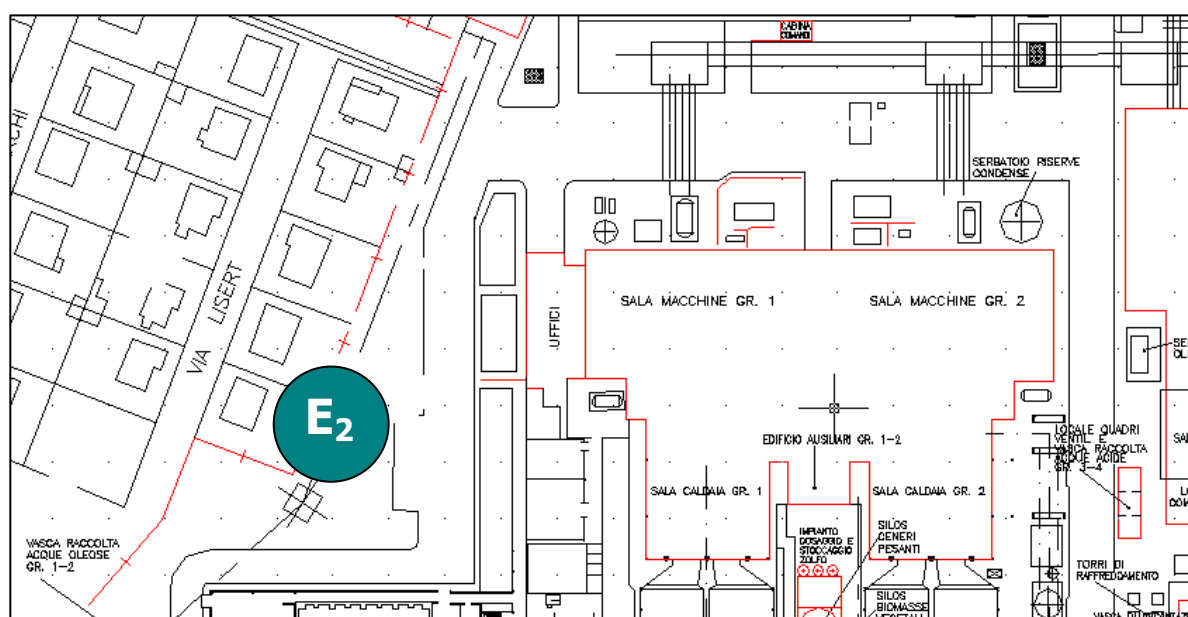 CABINA
COMANDI
SERBATOIO RISERVE
CONDENSE
VIA LISERT
UFFICI
SALA MACCHINE GR. 1
SALA MACCHINE GR. 2
E2
EDIFICIO AUSILIARI GR. 1-2
LOCALE QUADRI
VENTIL E
VASCA RACCOLTA
ACQUE ACIDE
GR. 3-4
SALA CALDAIA GR. 1
SALA CALDAIA GR. 2
VASCA RACCOLTA
ACQUE OLEOSE
GR. 1-2
IMPIANTO
DOSAGGIO E
STOCCAGGIO
ZOLFO
SILOS
CENERI
PESANTI
TORRI DI
RAFFREDDAMENTO
SILOS
BIOMASSE